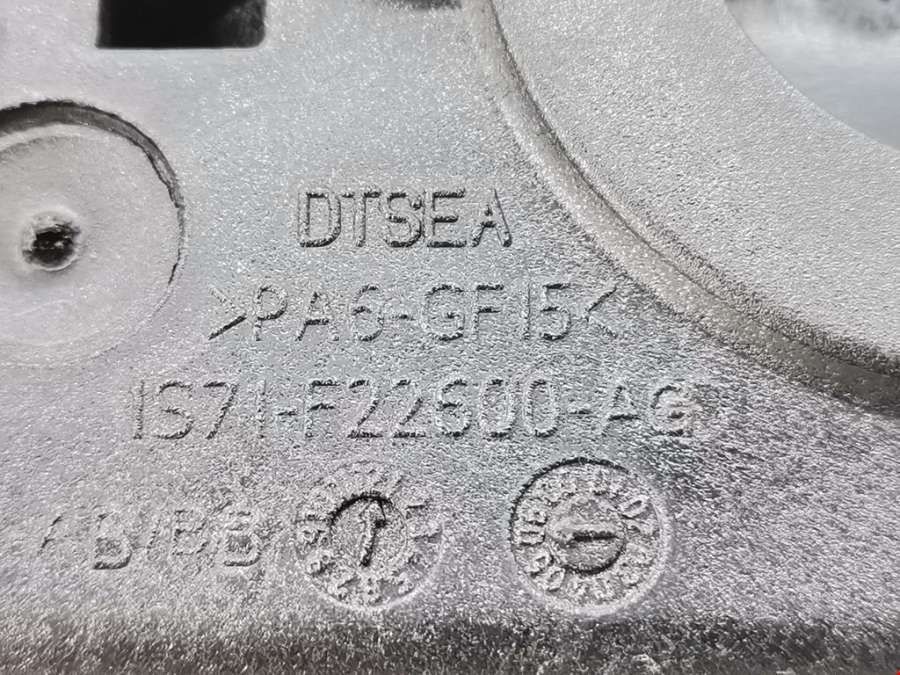 DTSEA
>PA6-GF15<
1S71-F22600-AG
AB/BB